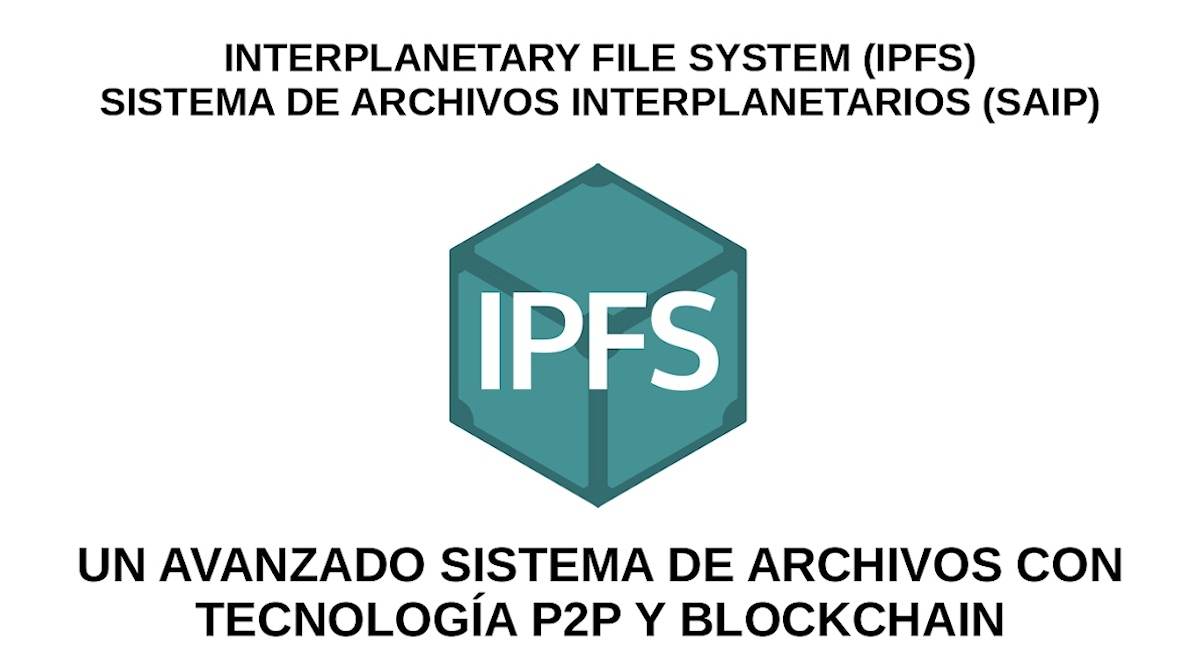 INTERPLANETARY FILE SYSTEM (IPFS)
SISTEMA DE ARCHIVOS INTERPLANETARIOS (SAIP)
IPFS
UN AVANZADO SISTEMA DE ARCHIVOS CON
TECNOLOGÍA P2P Y BLOCKCHAIN